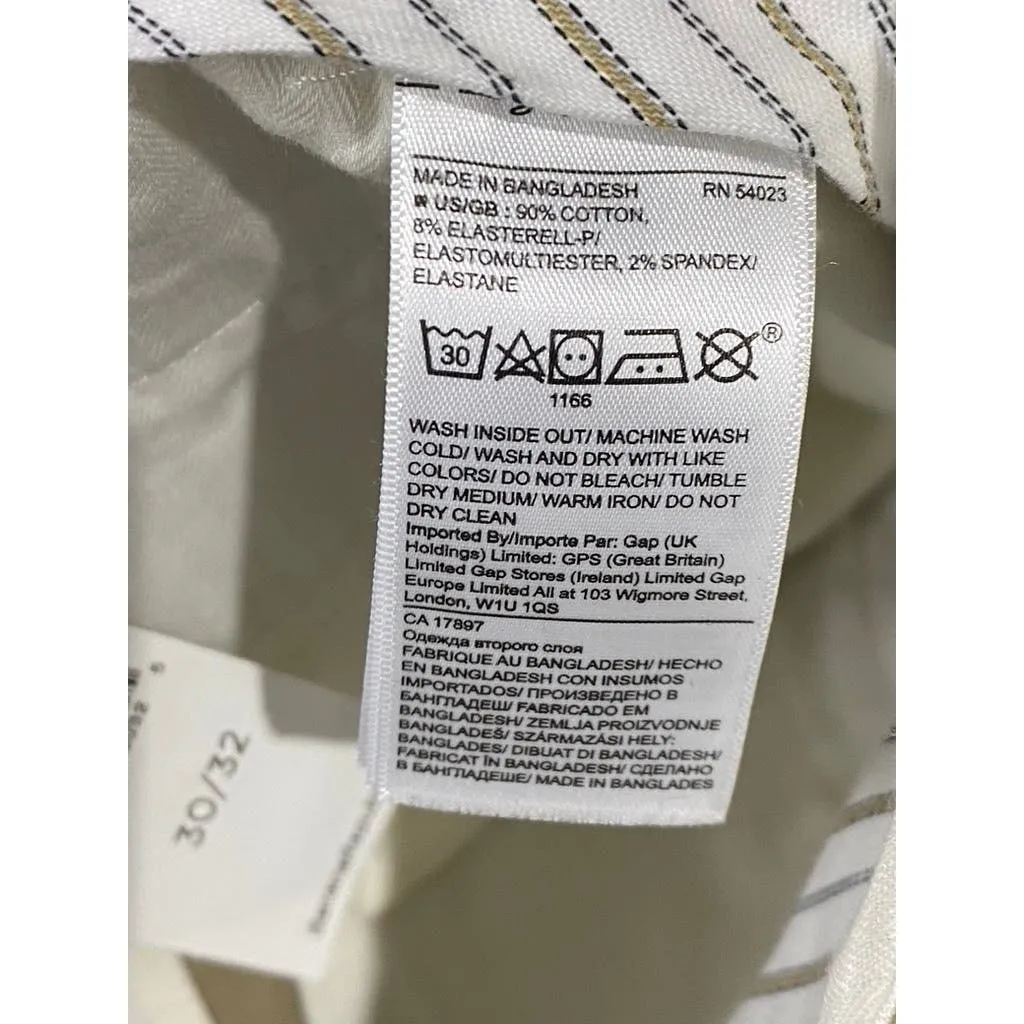 MADE IN BANGLADESH RN 54023
US/GB : 90% COTTON,
8% ELASTERELL-P/
ELASTOMULTIESTER, 2% SPANDEX/
ELASTANE
30
®
1166
WASH INSIDE OUT/ MACHINE WASH
COLD/ WASH AND DRY WITH LIKE
COLORS/ DO NOT BLEACH/ TUMBLE
DRY MEDIUM/ WARM IRON/ DO NOT
DRY CLEAN
Imported By/Importe Par: Gap (UK
Holdings) Limited: GPS (Great Britain)
Limited Gap Stores (Ireland) Limited Gap
Europe Limited All at 103 Wigmore Street,
London, W1U 1QS
CA 17897
Одежда второго слоя
FABRIQUE AU BANGLADESH/ HECHO
EN BANGLADESH CON INSUMOS
IMPORTADOS/ ПРОИЗВЕДЕНО В
БАНГЛАДЕШ/ FABRICADO EM
BANGLADESH/ ZEMLJA PROIZVODNJE
BANGLADEŠ/ SZÁRMAZÁSI HELY:
BANGLADES/ DIBUAT DI BANGLADESH/
FABRICAT ÎN BANGLADESH/ СДЕЛАНО
В БАНГЛАДЕШЕ/ MADE IN BANGLADES
30/32